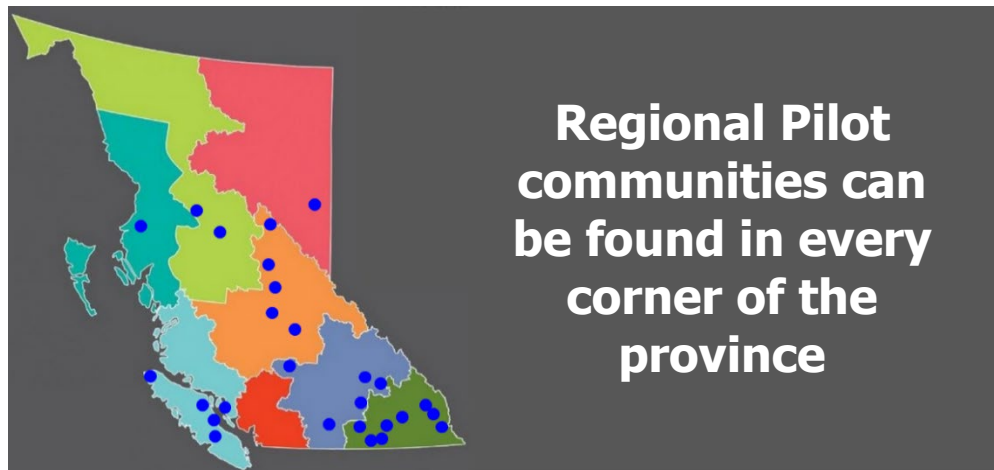 Regional Pilot
communities can
be found in every
corner of the
province